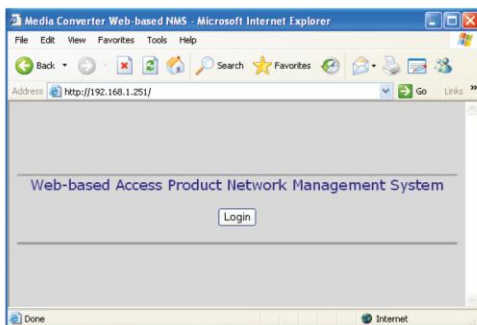 Media Converter Web-based NMS - Microsoft Internet Explorer
File Edit View Favorites Tools Help
Back Search Favorites
Address http://192.168.1.251/ Go Links »
Web-based Access Product Network Management System
Login
Done Internet